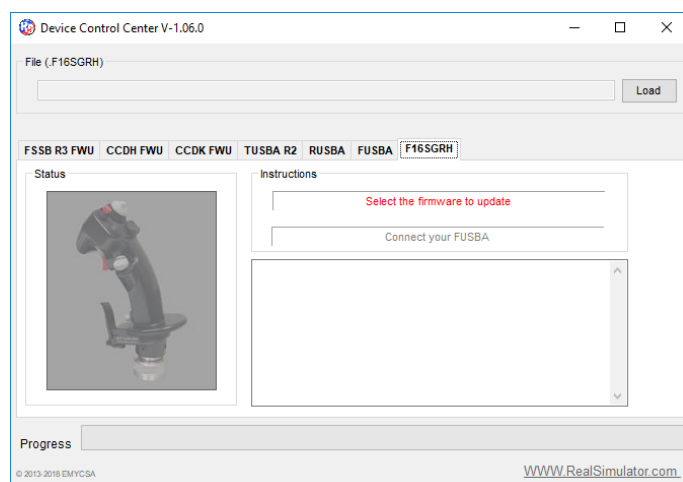 Device Control Center V-1.06.0
File (.F16SGRH)
Load
FSSB R3 FWU CCDH FWU CCDK FWU TUSBA R2 RUSBA FUSBA F16SGRH
Status
Instructions
Select the firmware to update
Connect your FUSBA
Progress
© 2013-2018 EMYCSA
WWW.RealSimulator.com